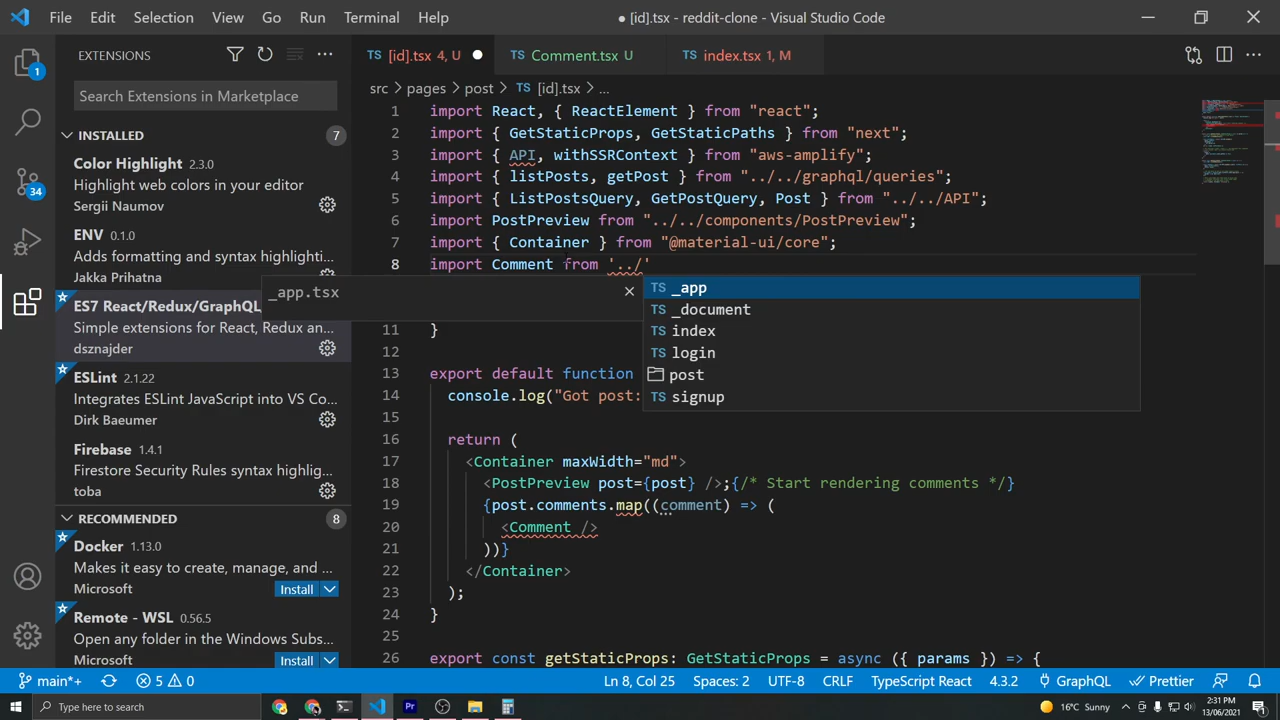 File Edit Selection View Go Run Terminal Help
● [id].tsx - reddit-clone - Visual Studio Code
EXTENSIONS
Search Extensions in Marketplace
INSTALLED 7
Color Highlight 2.3.0
Highlight web colors in your editor
Sergii Naumov
ENV 0.1.0
Adds formatting and syntax highlighti...
Jakka Prihatna
ES7 React/Redux/GraphQL
Simple extensions for React, Redux an...
dsznajder
ESLint 2.1.22
Integrates ESLint JavaScript into VS Co...
Dirk Baeumer
Firebase 1.4.1
Firestore Security Rules syntax highlig...
toba
RECOMMENDED 8
Docker 1.13.0
Makes it easy to create, manage, and ...
Microsoft Install
Remote - WSL 0.56.5
Open any folder in the Windows Subs...
Microsoft Install
1
34
TS [id].tsx 4, U ● TS Comment.tsx U TS index.tsx 1, M
src > pages > post > TS [id].tsx > ...
1 import React, { ReactElement } from "react";
2 import { GetStaticProps, GetStaticPaths } from "next";
3 import { API, withSSRContext } from "aws-amplify";
4 import { listPosts, getPost } from "../../graphql/queries";
5 import { ListPostsQuery, GetPostQuery, Post } from "../../API";
6 import PostPreview from "../../components/PostPreview";
7 import { Container } from "@material-ui/core";
8 import Comment from '../'
_app.tsx
TS _app
TS _document
TS index
TS login
post
TS signup
11 }
12
13 export default function
14 console.log("Got post:
15
16 return (
17 <Container maxWidth="md">
18 <PostPreview post={post} />;{/* Start rendering comments */}
19 {post.comments.map((comment) => (
20 <Comment />
21 ))}
22 </Container>
23 );
24 }
25
26 export const getStaticProps: GetStaticProps = async ({ params }) => {
main*+ 5 0 Ln 8, Col 25 Spaces: 2 UTF-8 CRLF TypeScript React 4.3.2 GraphQL Prettier
Type here to search
16°C Sunny
2:31 PM
13/06/2021
1